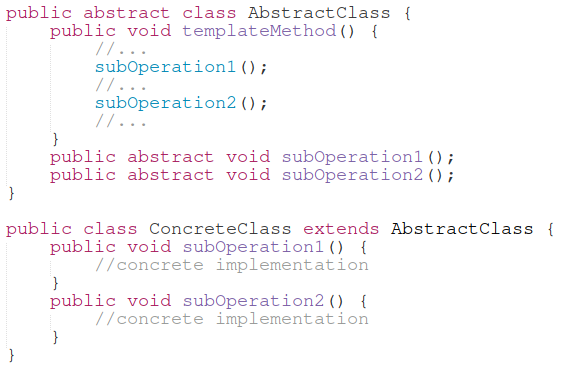 public abstract class AbstractClass {
    public void templateMethod() {
        //...
        subOperation1();
        //...
        subOperation2();
        //...
    }
    public abstract void subOperation1();
    public abstract void subOperation2();
}

public class ConcreteClass extends AbstractClass {
    public void subOperation1() {
        //concrete implementation
    }
    public void subOperation2() {
        //concrete implementation
    }
}